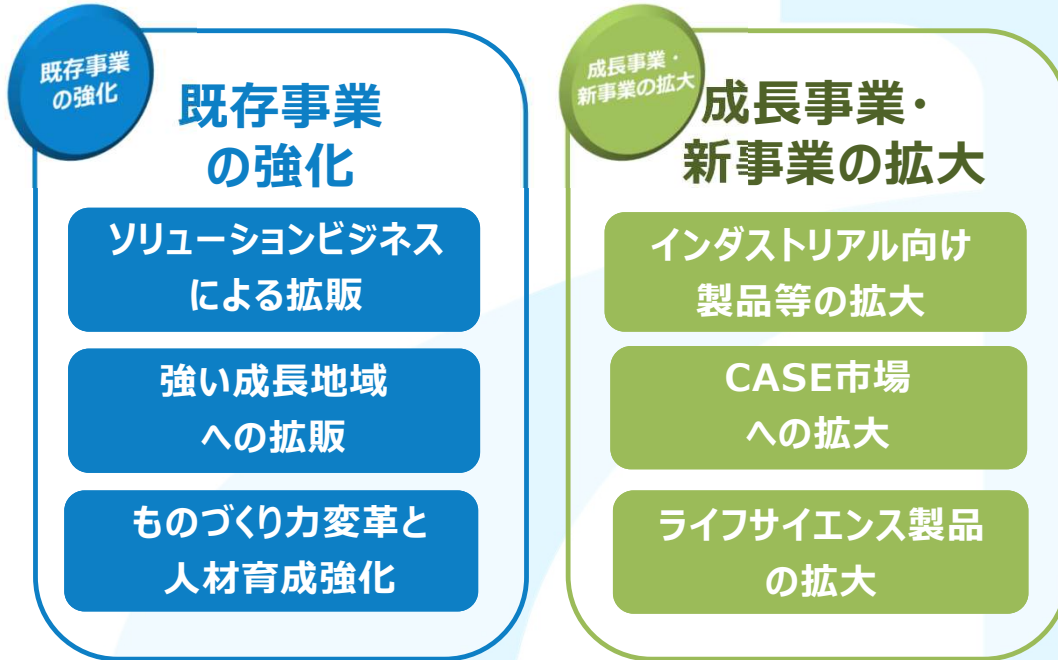 既存事業
の強化
既存事業
の強化
ソリューションビジネス
による拡販
強い成長地域
への拡販
ものづくり力変革と
人材育成強化
成長事業・
新事業の拡大
成長事業・
新事業の拡大
インダストリアル向け
製品等の拡大
CASE市場
への拡大
ライフサイエンス製品
の拡大